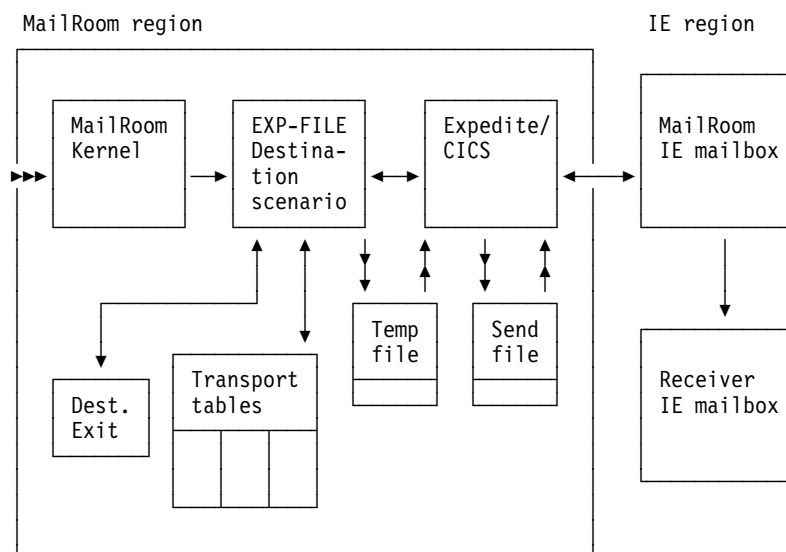 MailRoom region
IE region
MailRoom
Kernel
EXP-FILE
Destina-
tion
scenario
Expedite/
CICS
MailRoom
IE mailbox
Temp
file
Send
file
Transport
tables
Dest.
Exit
Receiver
IE mailbox